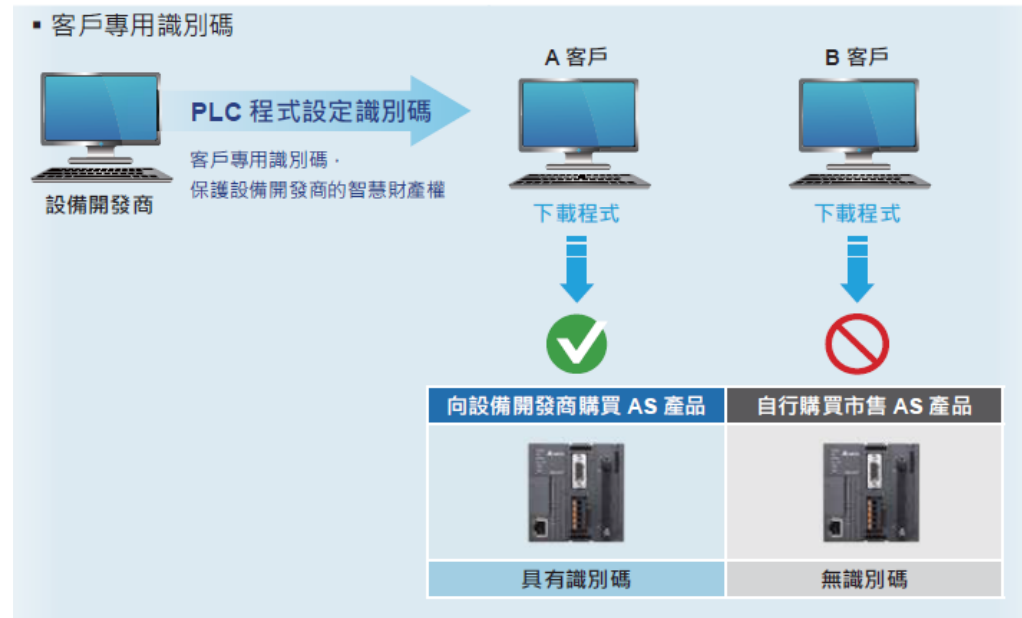 ▪ 客戶專用識別碼
A 客戶
B 客戶
PLC 程式設定識別碼
客戶專用識別碼，
保護設備開發商的智慧財產權
設備開發商
下載程式
下載程式
向設備開發商購買 AS 產品
自行購買市售 AS 產品
具有識別碼
無識別碼